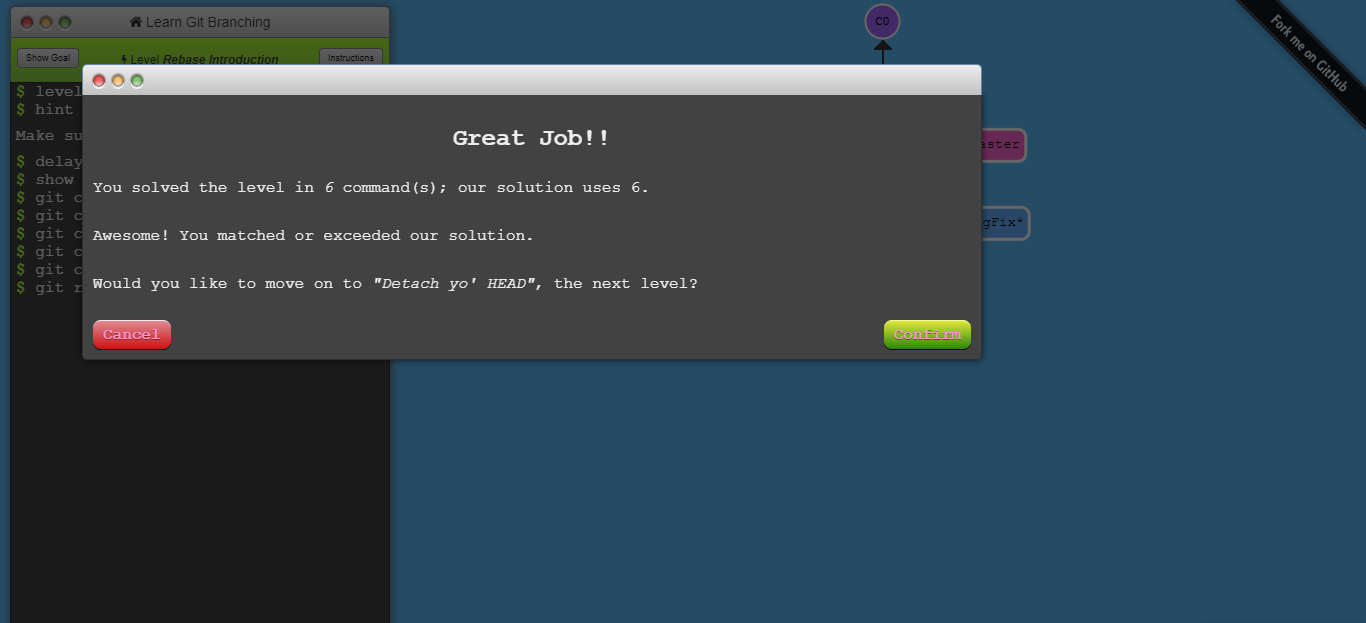 Learn Git Branching
Show Goal
Level Rebase Introduction
Instructions
$ level
$ hint
Make su
$ delay
$ show
$ git c
$ git c
$ git c
$ git c
$ git c
$ git r
Great Job!!
You solved the level in 6 command(s); our solution uses 6.
Awesome! You matched or exceeded our solution.
Would you like to move on to "Detach yo' HEAD", the next level?
Cancel
Confirm
C0
aster
gFix*
Fork me on GitHub